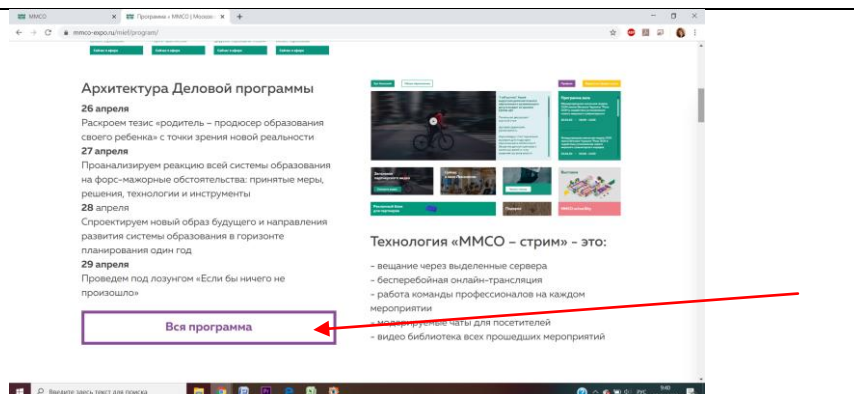 ММСО
Программа « ММСО | Москов
mmco-expo.ru/mief/program/
Архитектура Деловой программы
26 апреля
Раскроем тезис «родитель – продюсер образования
своего ребенка» с точки зрения новой реальности
27 апреля
Проанализируем реакцию всей системы образования
на форс-мажорные обстоятельства: принятые меры,
решения, технологии и инструменты
28 апреля
Спроектируем новый образ будущего и направления
развития системы образования в горизонте
планирования один год
29 апреля
Проведем под лозунгом «Если бы ничего не
произошло»
Вся программа
Технология «ММСО – стрим» - это:
- вещание через выделенные сервера
- бесперебойная онлайн-трансляция
- работа команды профессионалов на каждом
мероприятии
- модерируемые чаты для посетителей
- видео библиотека всех прошедших мероприятий
Введите здесь текст для поиска
РУС
9:40